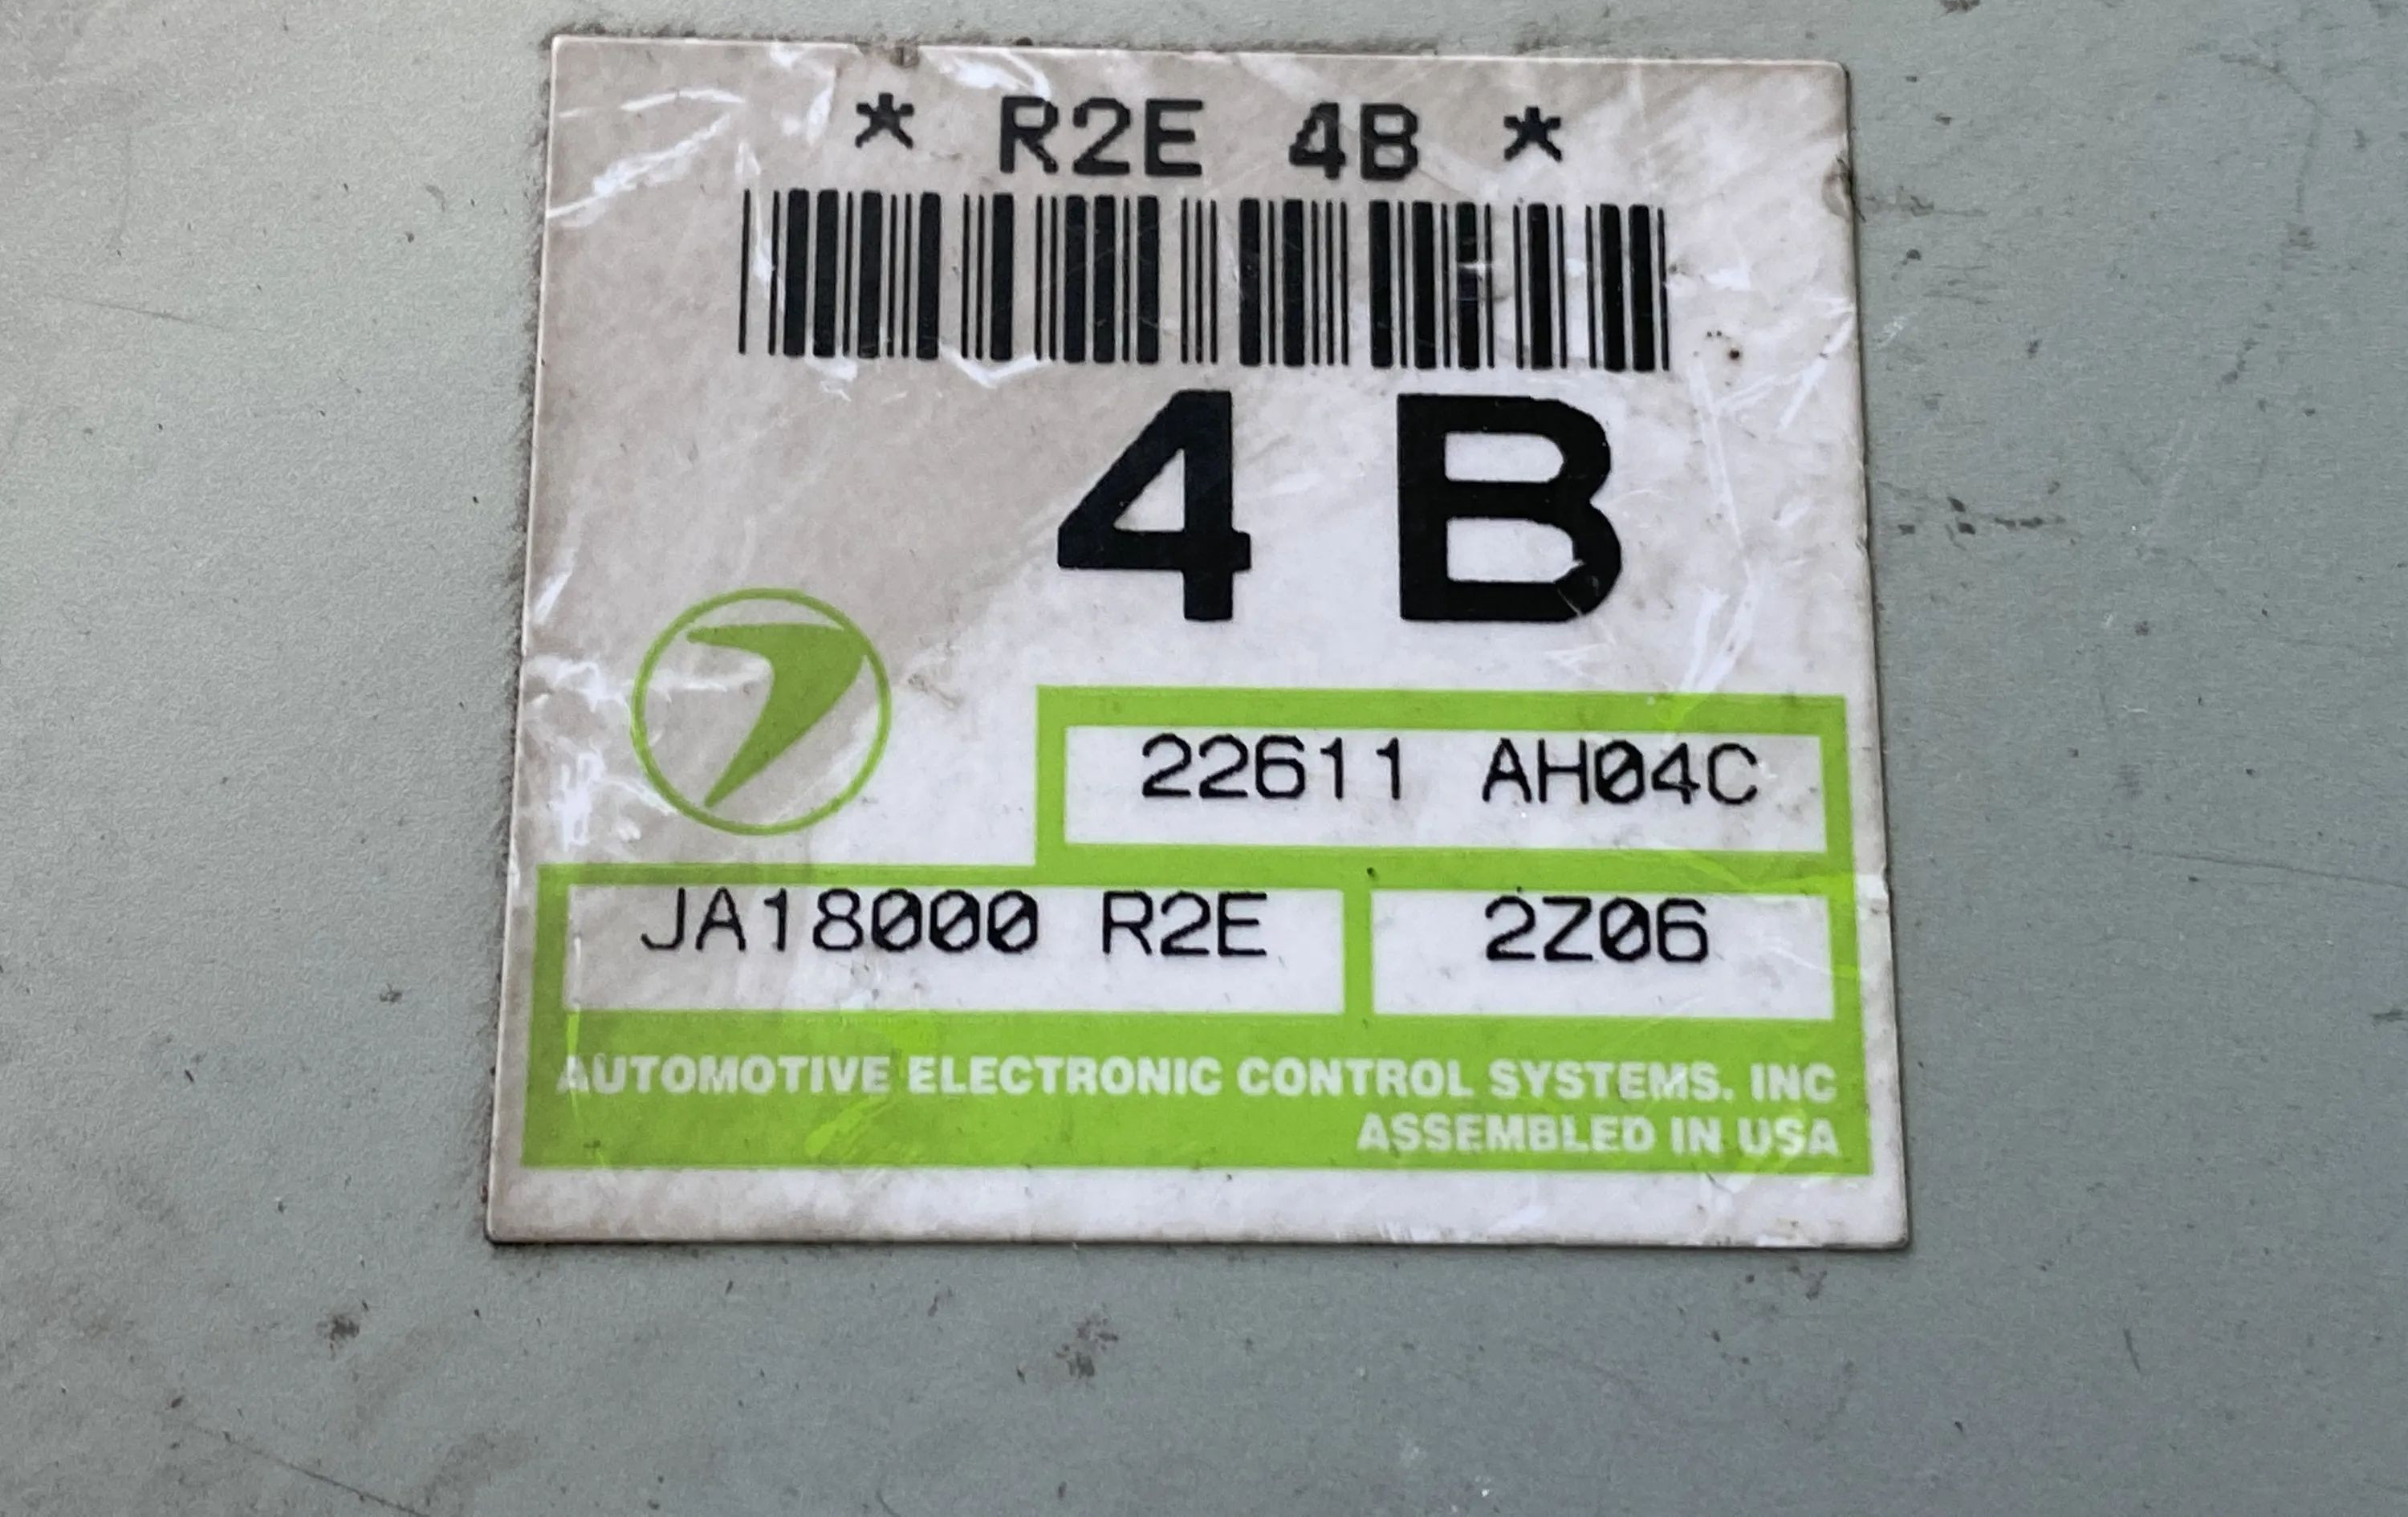 * R2E 4B *
4 B
22611 AH04C
JA18000 R2E 2Z06
AUTOMOTIVE ELECTRONIC CONTROL SYSTEMS. INC
ASSEMBLED IN USA